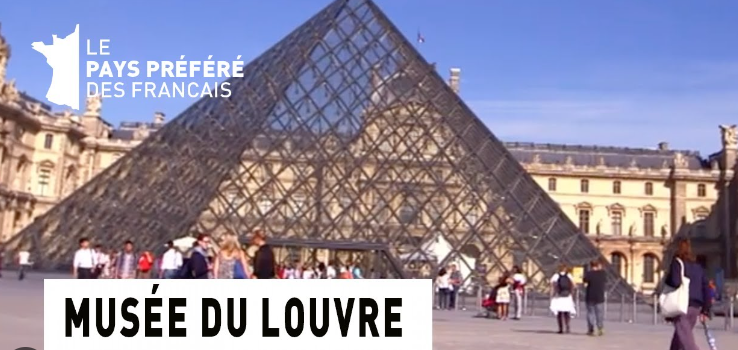 LE
PAYS PRÉFÉRÉ
DES FRANCAIS
MUSÉE DU LOUVRE